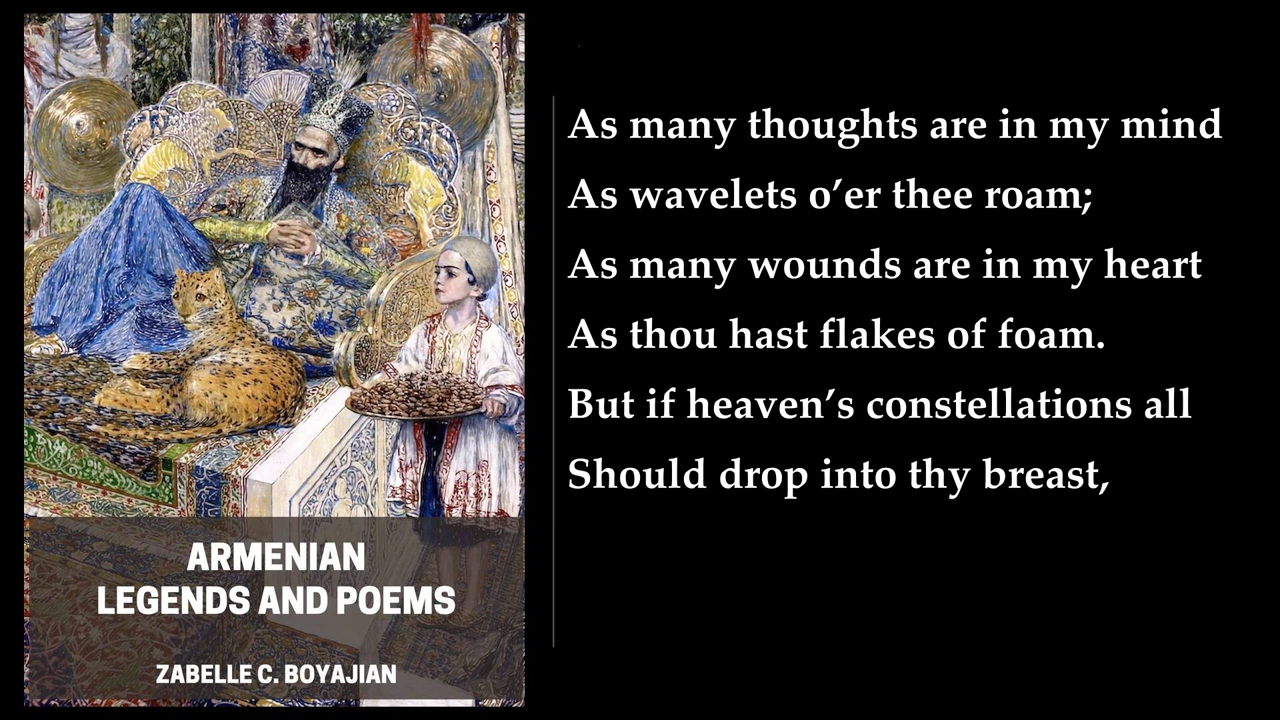 ARMENIAN
LEGENDS AND POEMS
ZABELLE C. BOYAJIAN
As many thoughts are in my mind
As wavelets o’er thee roam;
As many wounds are in my heart
As thou hast flakes of foam.
But if heaven’s constellations all
Should drop into thy breast,